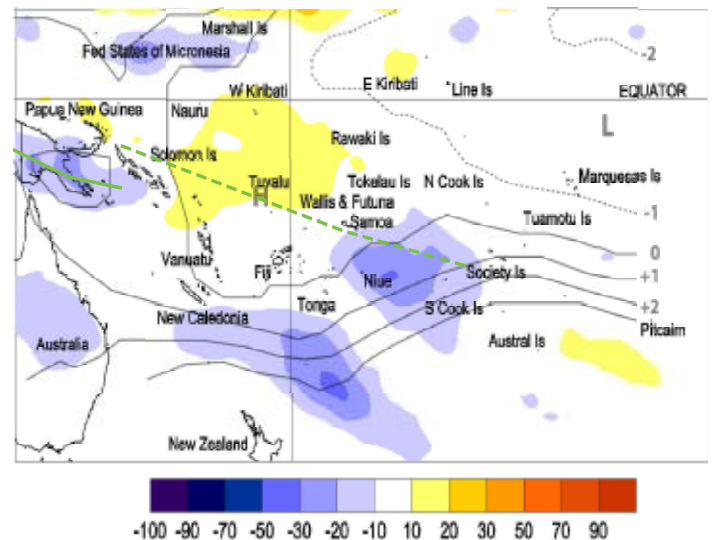 Marshall Is
Fed States of Micronesia
-2
W Kiribati
E Kiribati
Line Is
EQUATOR
Papua New Guinea
Nauru
L
Rawaki Is
Solomon Is
Tuvalu
H
Tokelau Is
N Cook Is
Marquesas Is
Wallis & Futuna
-1
Samoa
Tuamotu Is
0
Vanuatu
Fiji
Niue
Society Is
+1
Tonga
S Cook Is
+2
New Caledonia
Pitcairn
Australia
Austral Is
New Zealand
-100 -90 -70 -50 -30 -20 -10 10 20 30 50 70 90